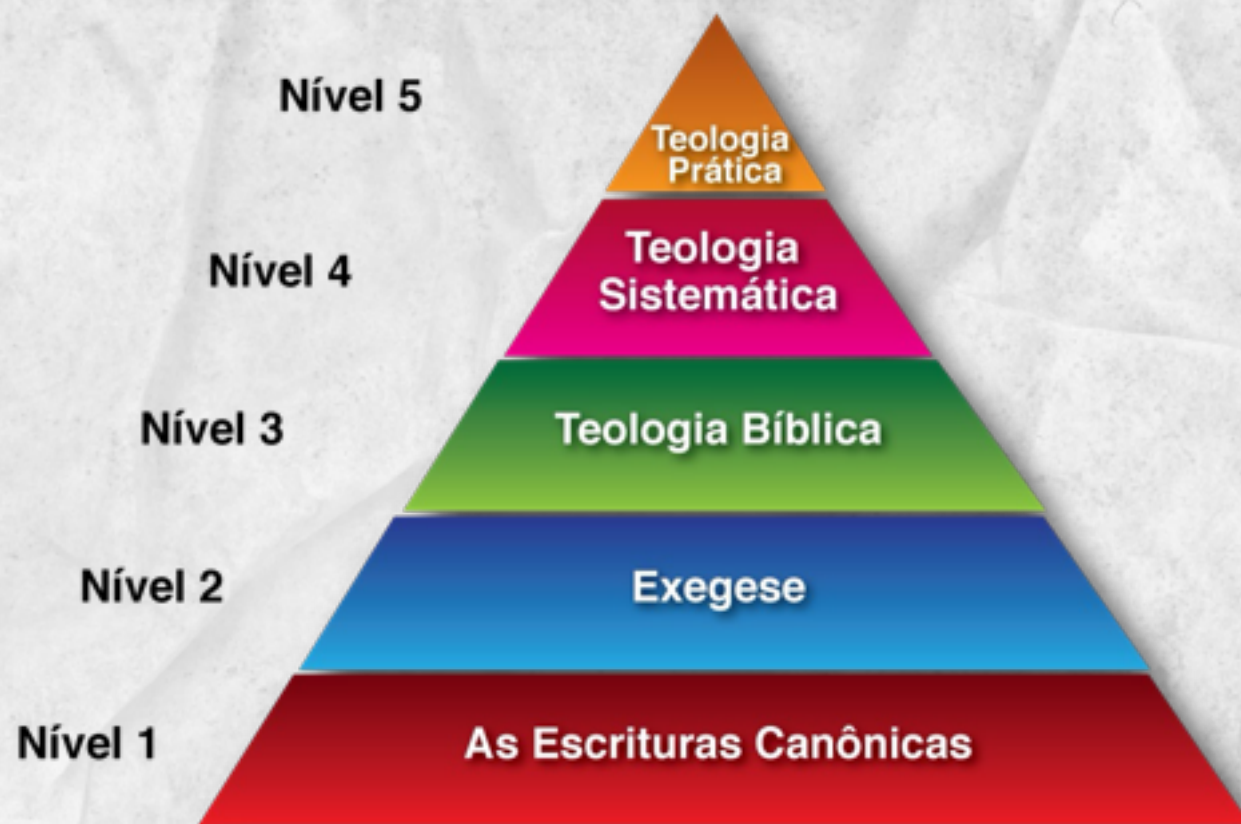 Nível 5
Teologia
Prática
Nível 4
Teologia
Sistemática
Nível 3
Teologia Bíblica
Nível 2
Exegese
Nível 1
As Escrituras Canônicas